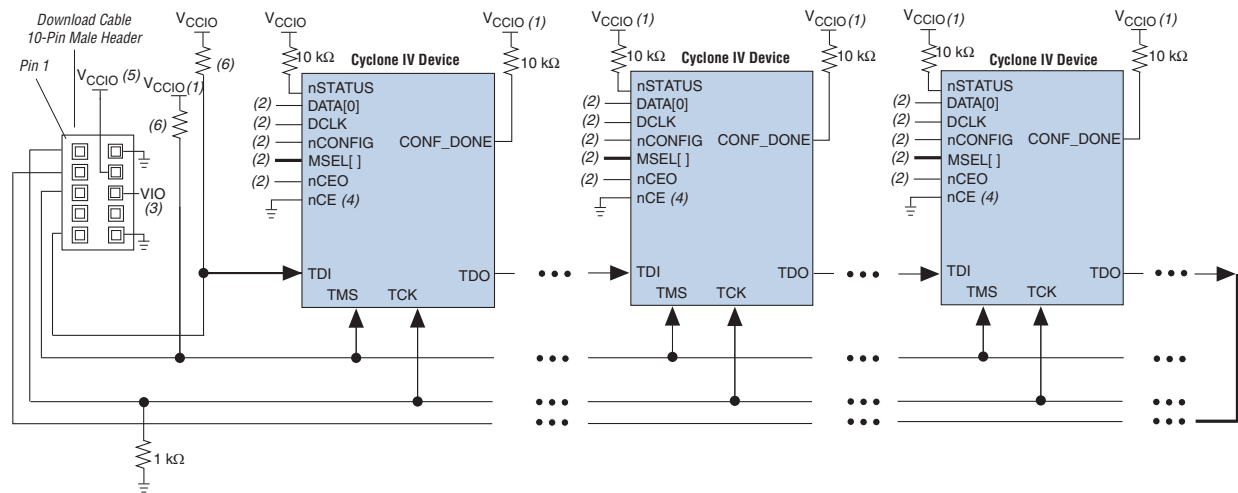 Download Cable
10-Pin Male Header
Pin 1
VCCIO (5)
VCCIO (1)
(6)
VCCIO
(6)
VIO
(3)
1 kΩ
VCCIO
10 kΩ
Cyclone IV Device
VCCIO (1)
10 kΩ
nSTATUS
(2) DATA[0]
(2) DCLK
(2) nCONFIG CONF_DONE
(2) MSEL[ ]
(2) nCEO
nCE (4)
TDI TDO
TMS TCK
VCCIO(1)
10 kΩ
Cyclone IV Device
VCCIO (1)
10 kΩ
nSTATUS
(2) DATA[0]
(2) DCLK
(2) nCONFIG CONF_DONE
(2) MSEL[ ]
(2) nCEO
nCE (4)
TDI TDO
TMS TCK
VCCIO(1)
10 kΩ
Cyclone IV Device
VCCIO (1)
10 kΩ
nSTATUS
(2) DATA[0]
(2) DCLK
(2) nCONFIG CONF_DONE
(2) MSEL[ ]
(2) nCEO
nCE (4)
TDI TDO
TMS TCK